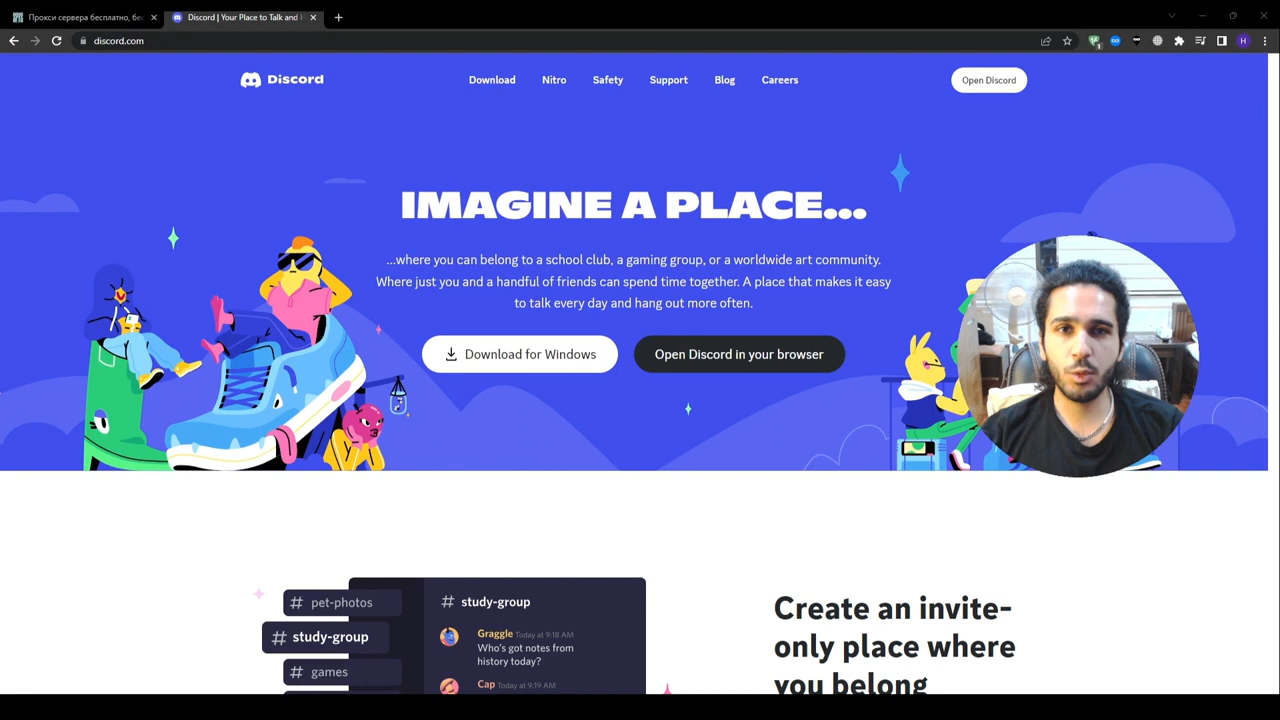 Прокси сервера бесплатно, бе
Discord | Your Place to Talk and H
discord.com
Discord
Download
Nitro
Safety
Support
Blog
Careers
Open Discord
IMAGINE A PLACE...
...where you can belong to a school club, a gaming group, or a worldwide art community.
Where just you and a handful of friends can spend time together. A place that makes it easy
to talk every day and hang out more often.
Download for Windows
Open Discord in your browser
# pet-photos
# study-group
# games
# study-group
Graggle Today at 9:18 AM
Who's got notes from
history today?
Cap Today at 9:19 AM
Create an invite-
only place where
you belong
1
H